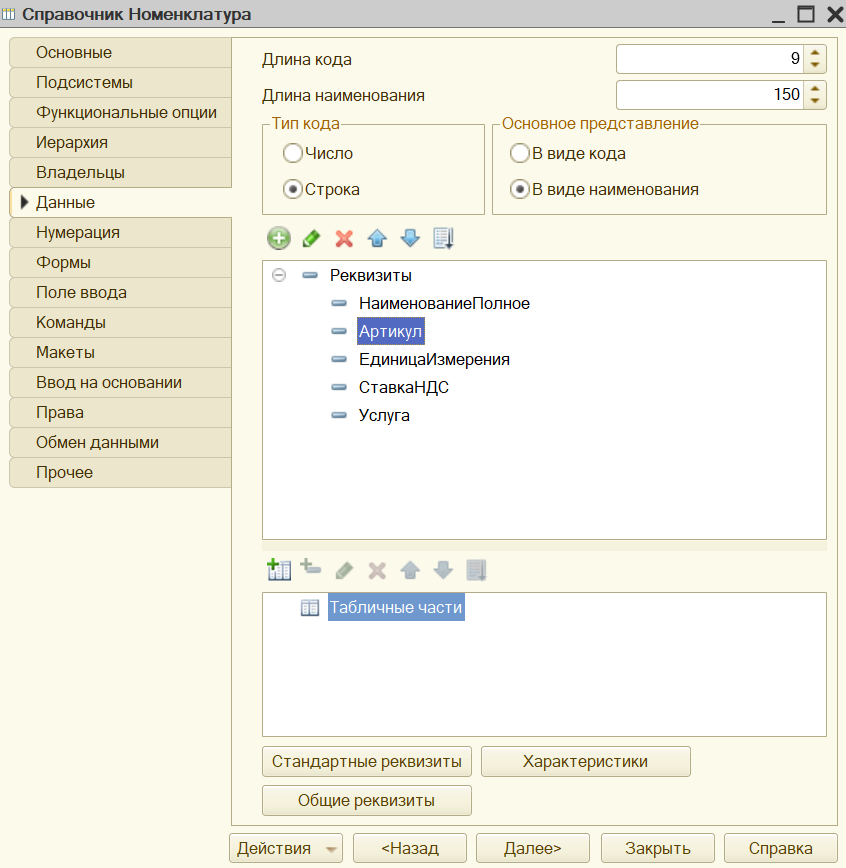 Справочник Номенклатура
Основные
Подсистемы
Функциональные опции
Иерархия
Владельцы
Данные
Нумерация
Формы
Поле ввода
Команды
Макеты
Ввод на основании
Права
Обмен данными
Прочее
Длина кода 9
Длина наименования 150
Тип кода
Число
Строка
Основное представление
В виде кода
В виде наименования
Реквизиты
НаименованиеПолное
Артикул
ЕдиницаИзмерения
СтавкаНДС
Услуга
Табличные части
Стандартные реквизиты Характеристики
Общие реквизиты
Действия <Назад Далее> Закрыть Справка